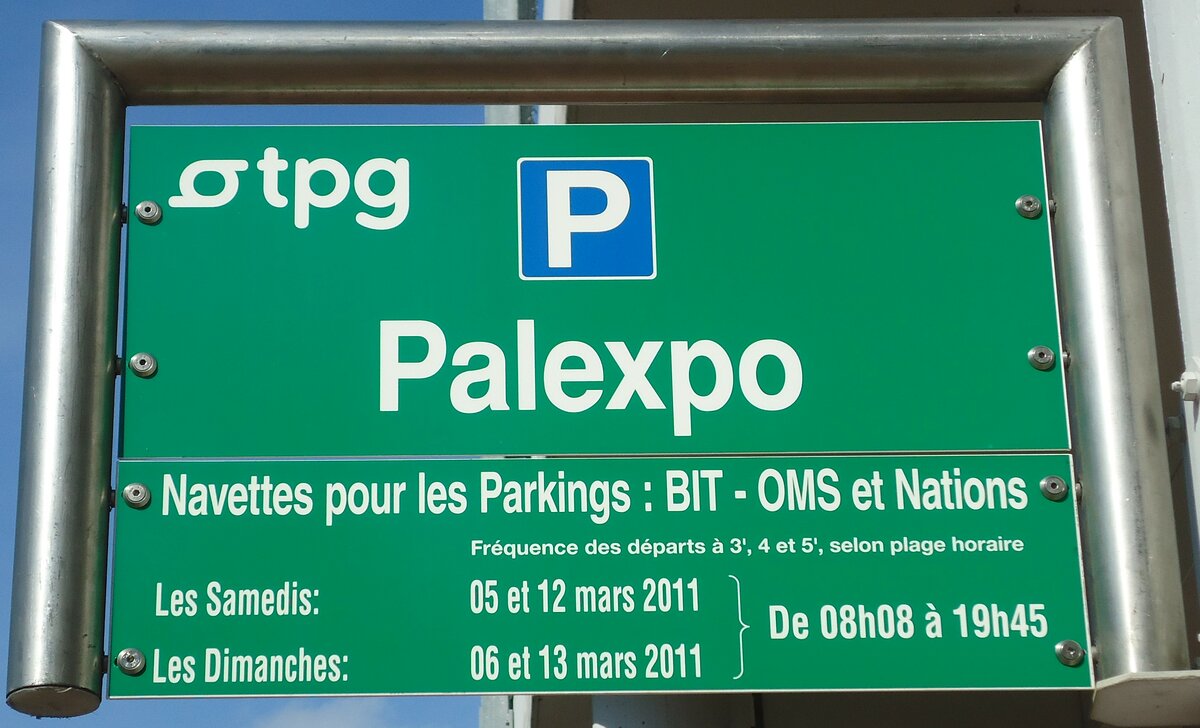 tpg
P
Palexpo
Navettes pour les Parkings : BIT - OMS et Nations
Fréquence des départs à 3', 4 et 5', selon plage horaire
Les Samedis: 05 et 12 mars 2011
De 08h08 à 19h45
Les Dimanches: 06 et 13 mars 2011